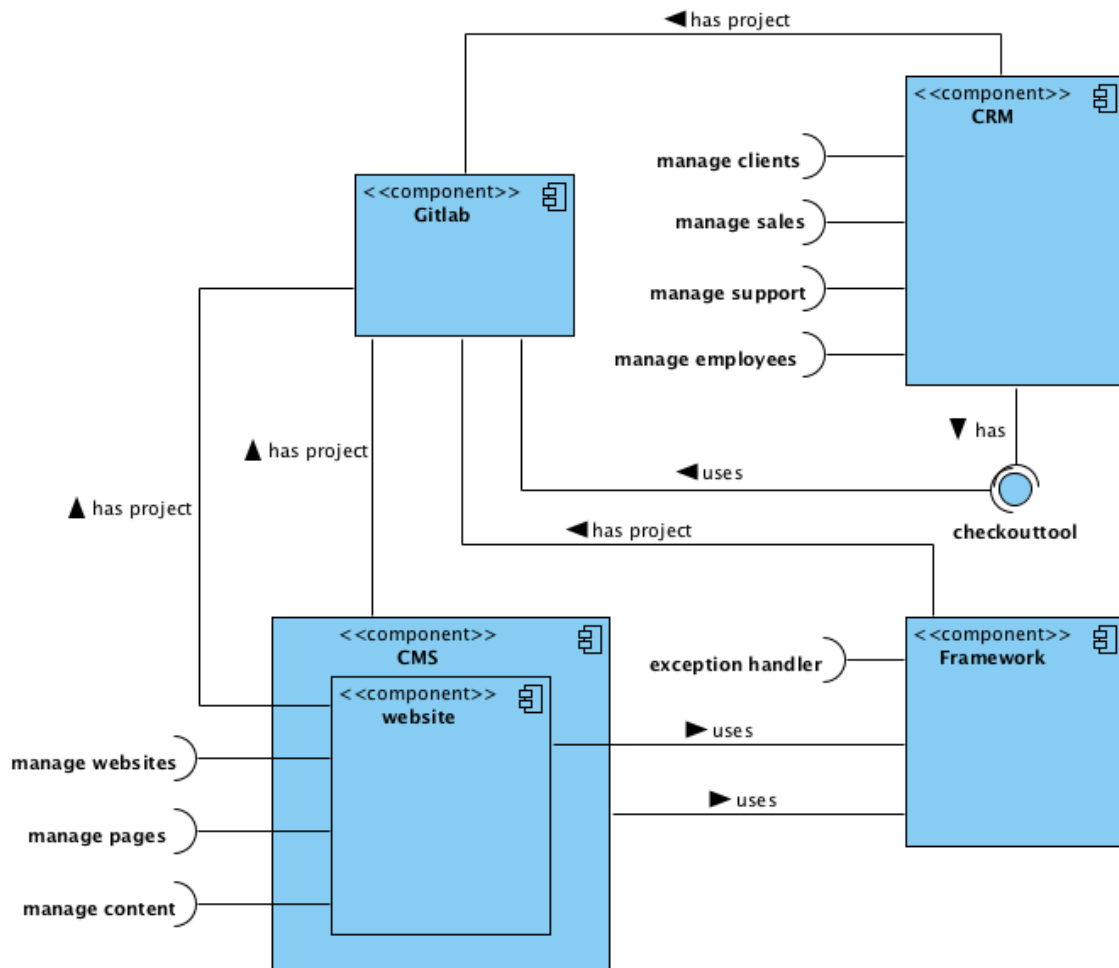 has project
<<component>>
CRM
manage clients
<<component>>
Gitlab
manage sales
manage support
manage employees
has
has project
uses
has project
has project
checkouttool
<<component>>
CMS
<<component>>
Framework
exception handler
<<component>>
website
uses
manage websites
uses
manage pages
manage content